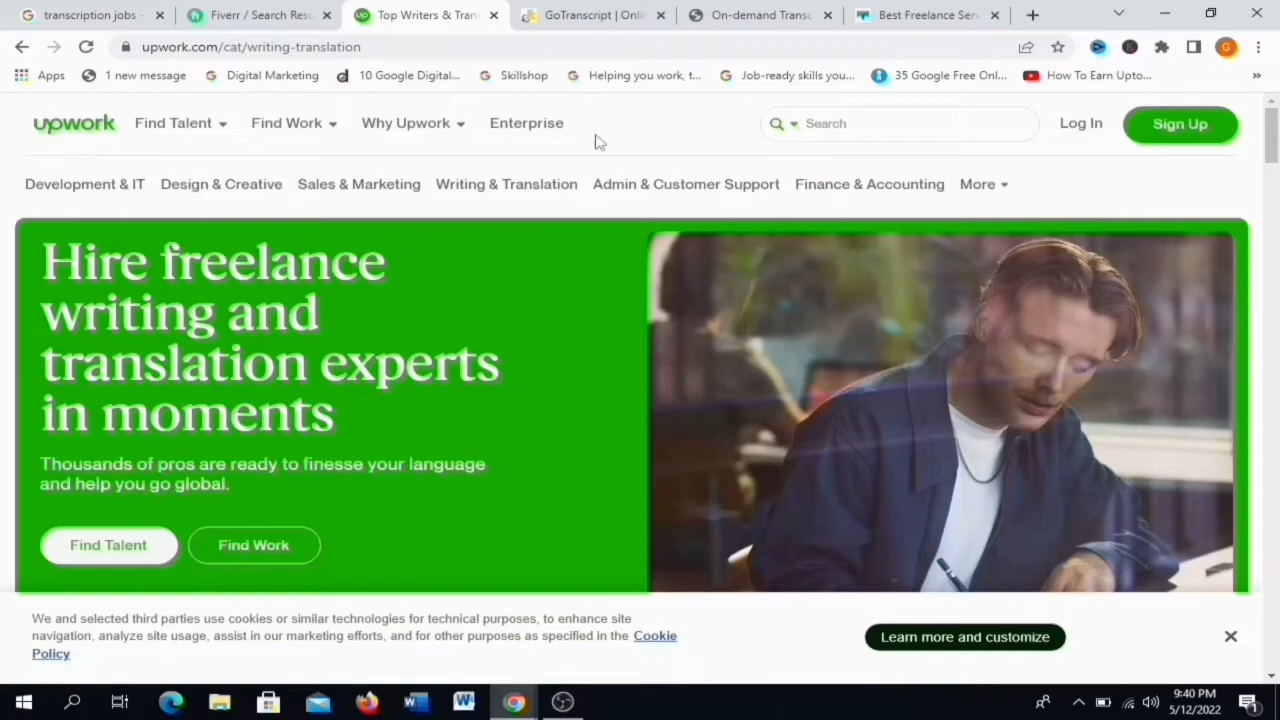 transcription jobs -
Fiverr / Search Resu
Top Writers & Tran
GoTranscript | Onli
On-demand Transc
Best Freelance Serv
upwork.com/cat/writing-translation
G
Apps
1 new message
Digital Marketing
10 Google Digital...
Skillshop
Helping you work, t...
Job-ready skills you...
35 Google Free Onl...
How To Earn Upto...
upwork
Find Talent
Find Work
Why Upwork
Enterprise
Search
Log In
Sign Up
Development & IT
Design & Creative
Sales & Marketing
Writing & Translation
Admin & Customer Support
Finance & Accounting
More
Hire freelance
writing and
translation experts
in moments
Thousands of pros are ready to finesse your language
and help you go global.
Find Talent
Find Work
We and selected third parties use cookies or similar technologies for technical purposes, to enhance site
navigation, analyze site usage, assist in our marketing efforts, and for other purposes as specified in the Cookie
Policy
Learn more and customize
9:40 PM
5/12/2022